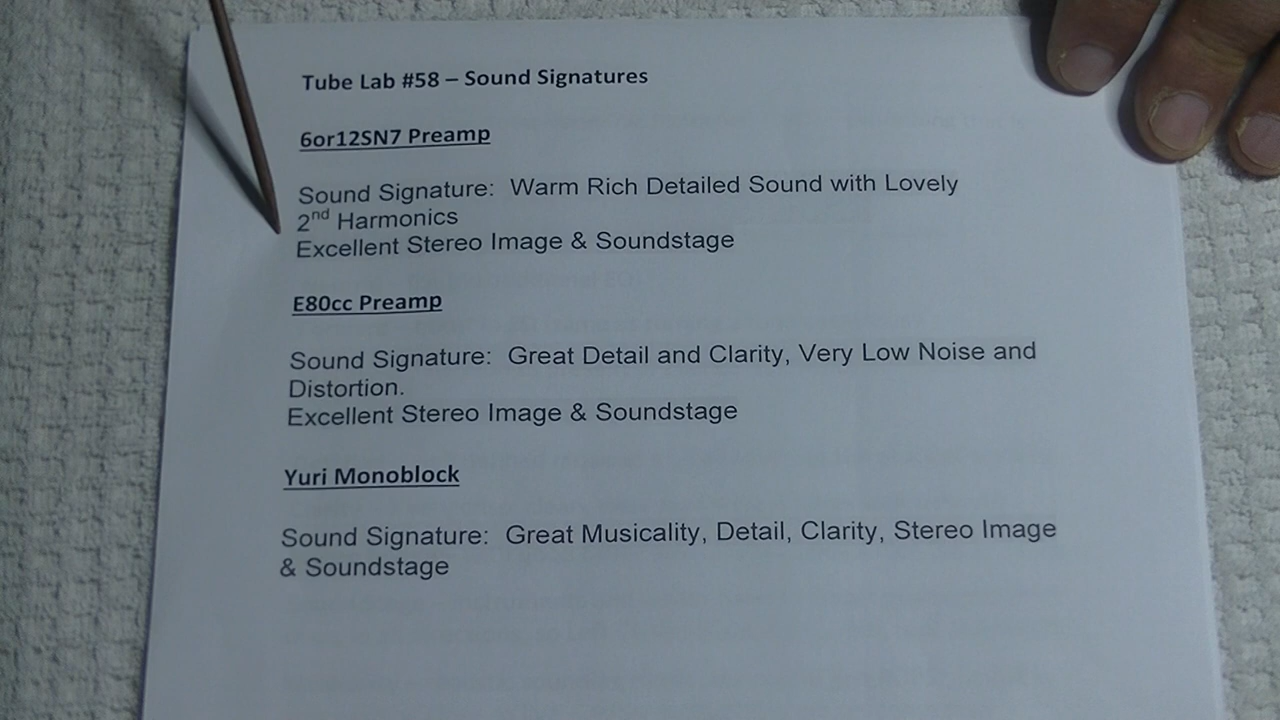 Tube Lab #58 – Sound Signatures
6or12SN7 Preamp
Sound Signature: Warm Rich Detailed Sound with Lovely
2nd Harmonics
Excellent Stereo Image & Soundstage
E80cc Preamp
Sound Signature: Great Detail and Clarity, Very Low Noise and
Distortion.
Excellent Stereo Image & Soundstage
Yuri Monoblock
Sound Signature: Great Musicality, Detail, Clarity, Stereo Image
& Soundstage